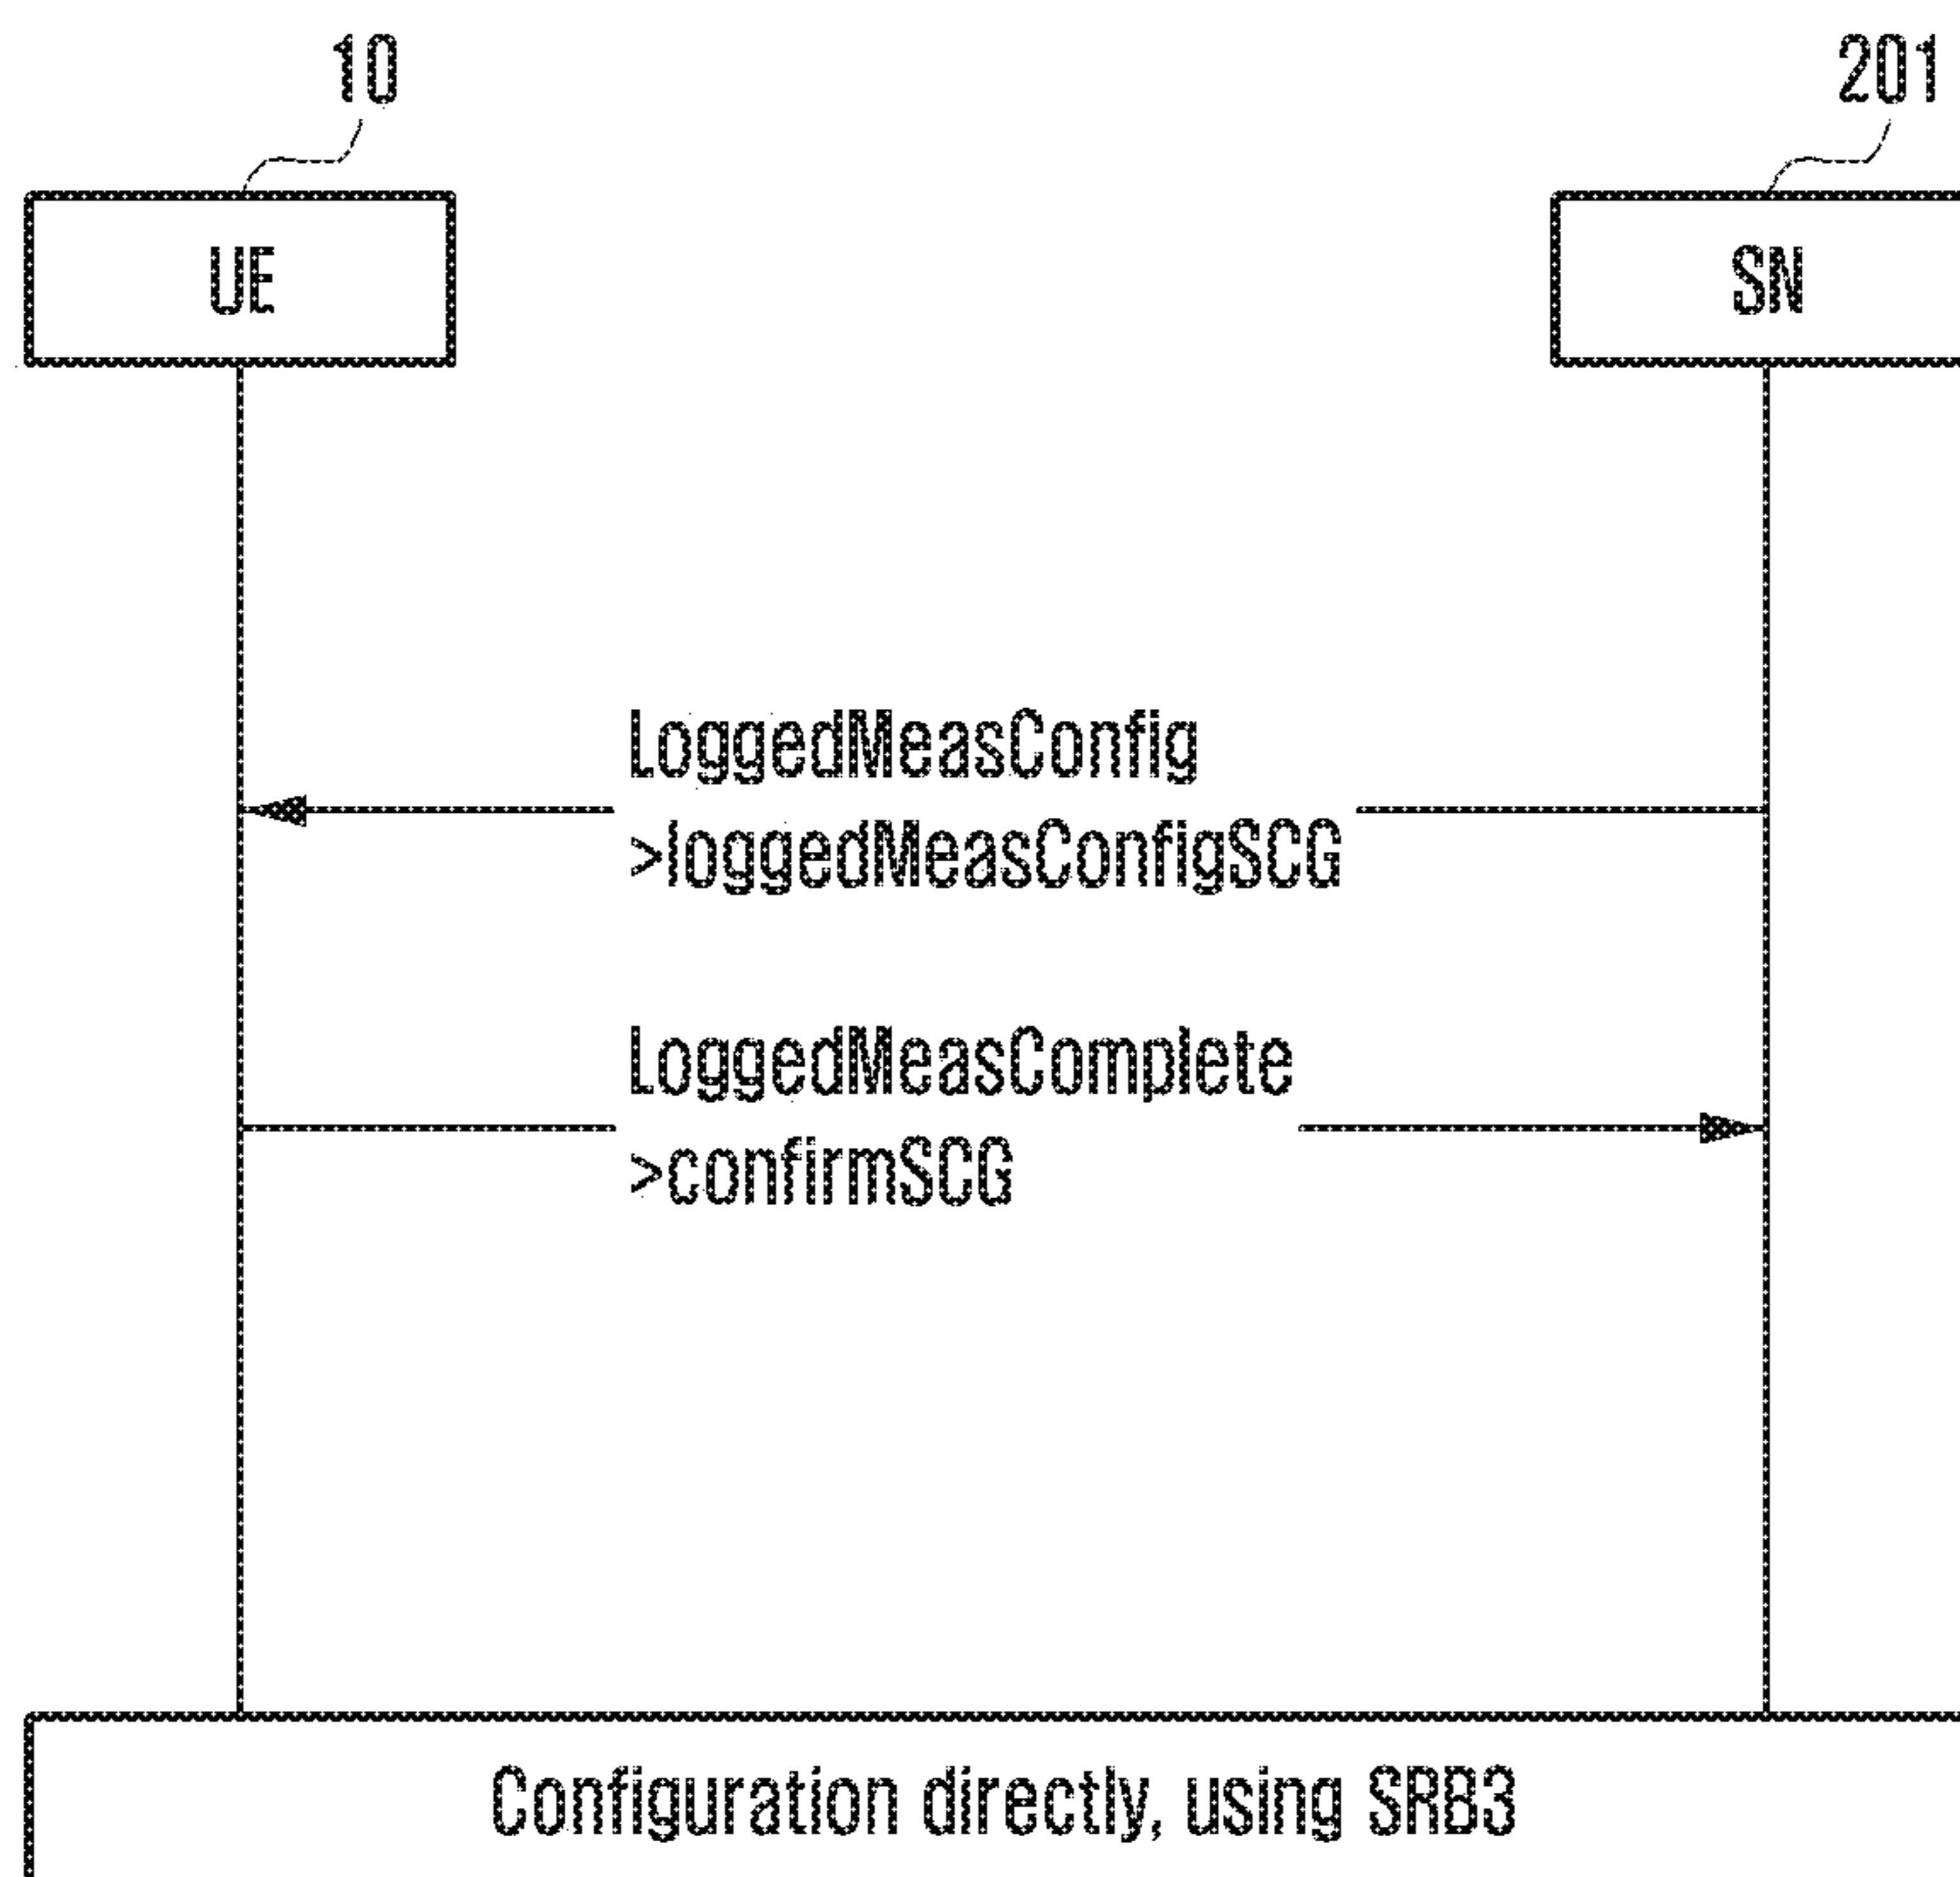 10
201
UE
SN
LoggedMeasConfig
>loggedMeasConfigSCG
LoggedMeasComplete
>confirmSCG
Configuration directly, using SRB3